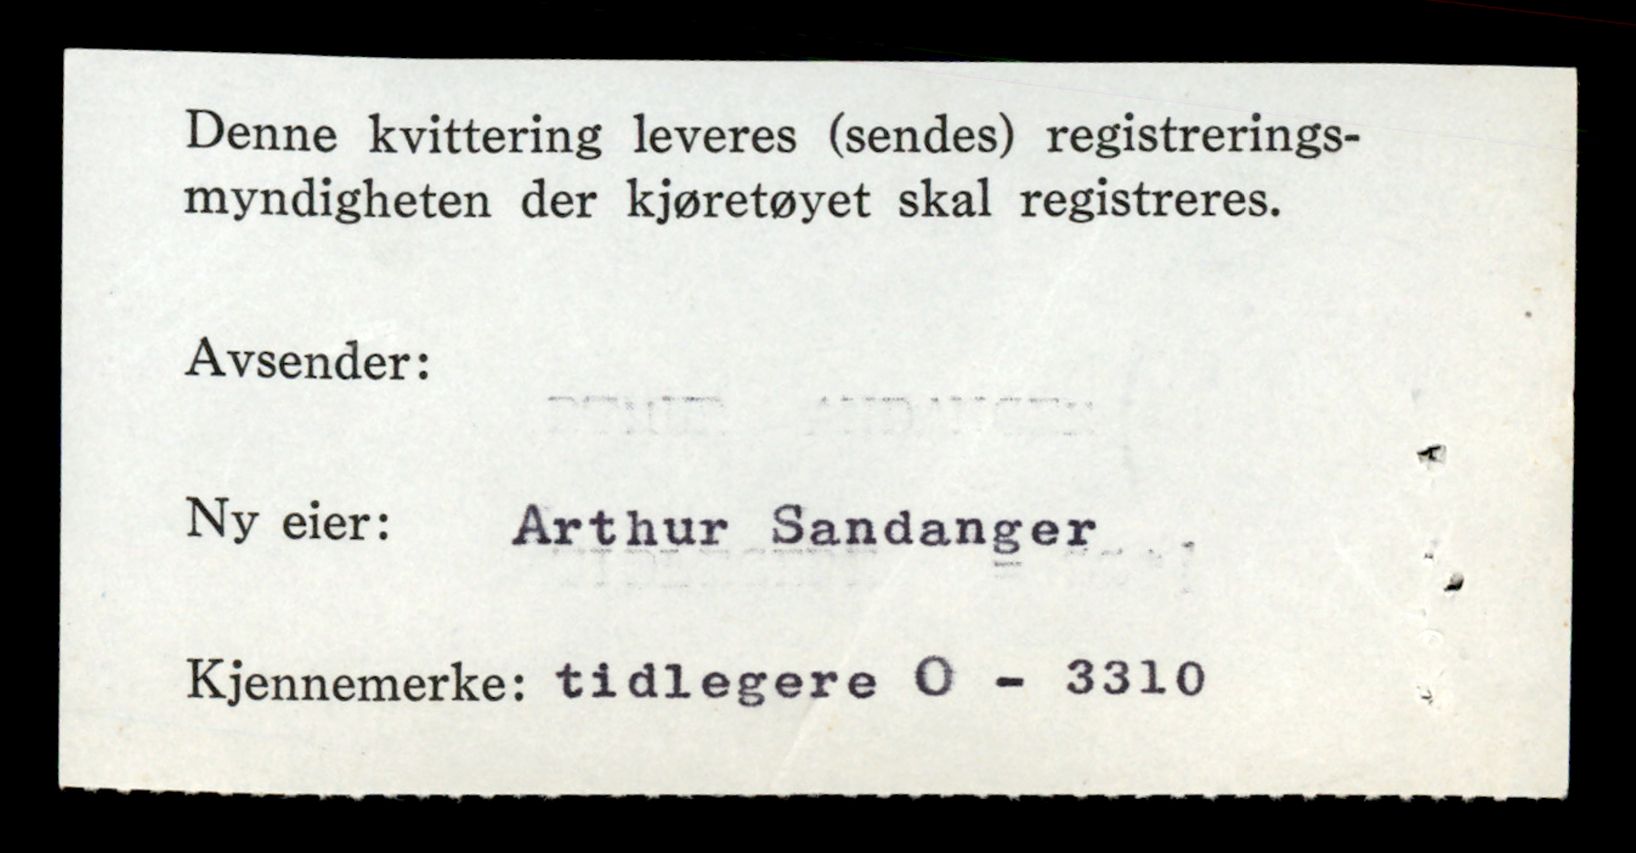 Denne kvittering leveres (sendes) registrerings-
myndigheten der kjøretøyet skal registreres.
Avsender:
Ny eier: Arthur Sandanger
Kjennemerke: tidlegere O - 3310